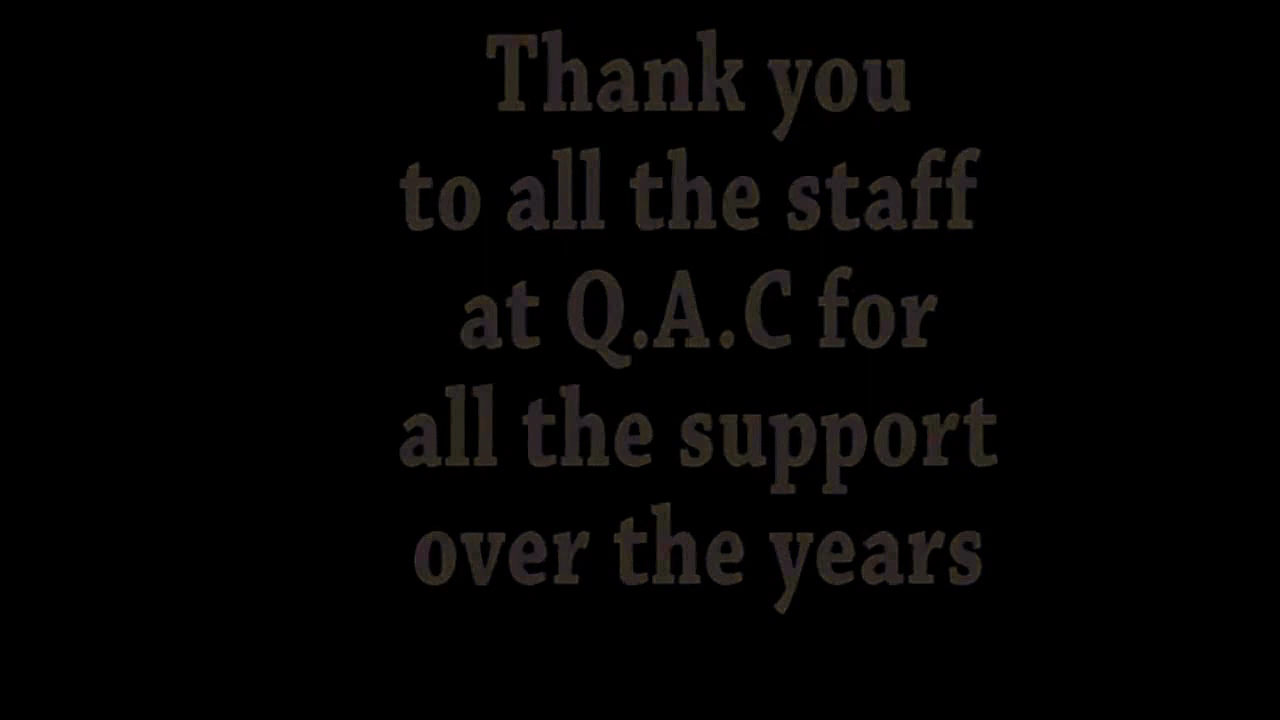 Thank you
to all the staff
at Q.A.C for
all the support
over the years